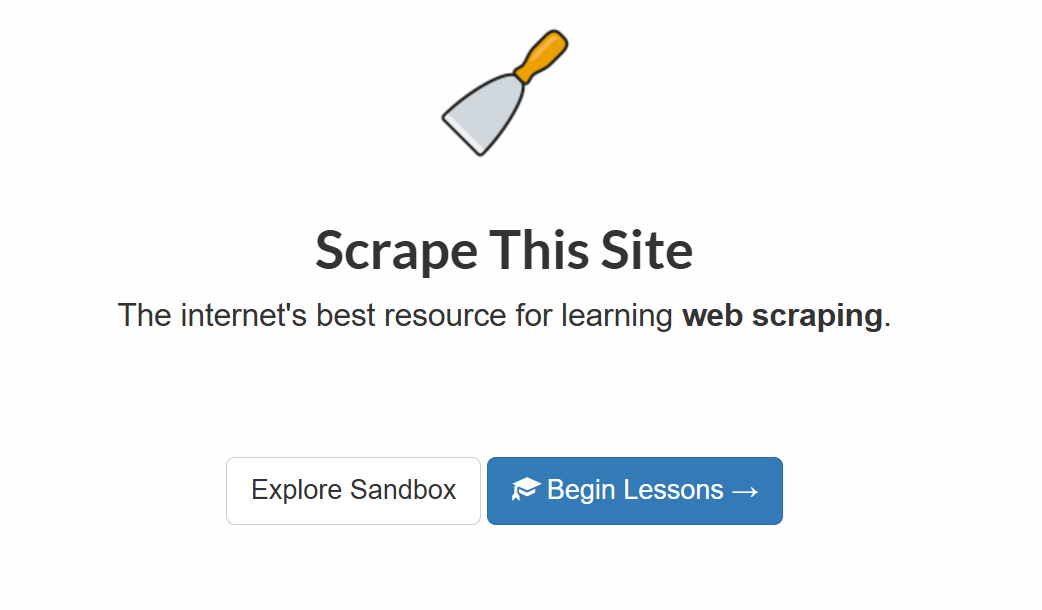 Scrape This Site
The internet's best resource for learning web scraping.
Explore Sandbox
Begin Lessons →